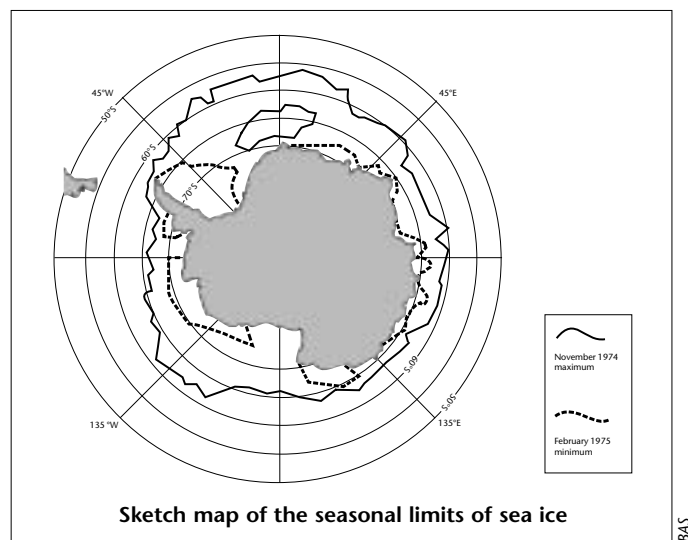 45°W
50°S
45°E
60°S
70°S
60°S
50°S
135°W
135°E
November 1974
maximum
February 1975
minimum
Sketch map of the seasonal limits of sea ice
BAS